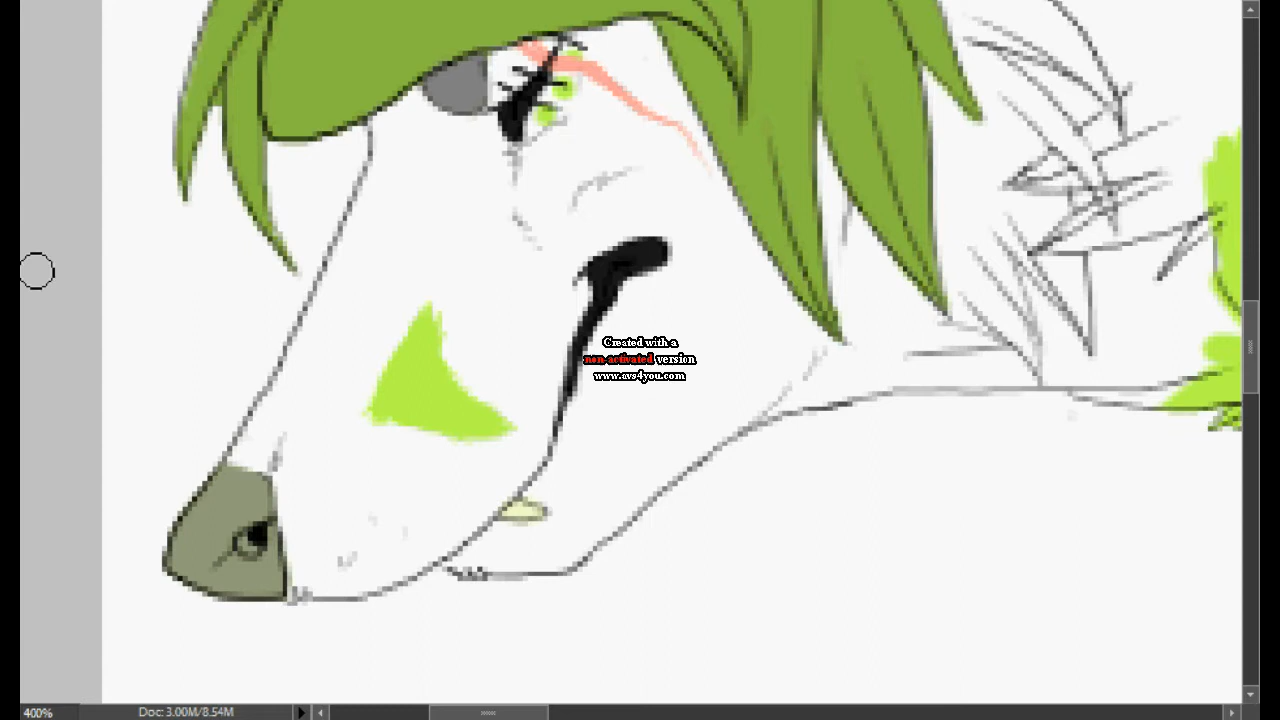 Created with a
non-activated version
www.avs4you.com
400%
Doc: 3.00M/8.54M